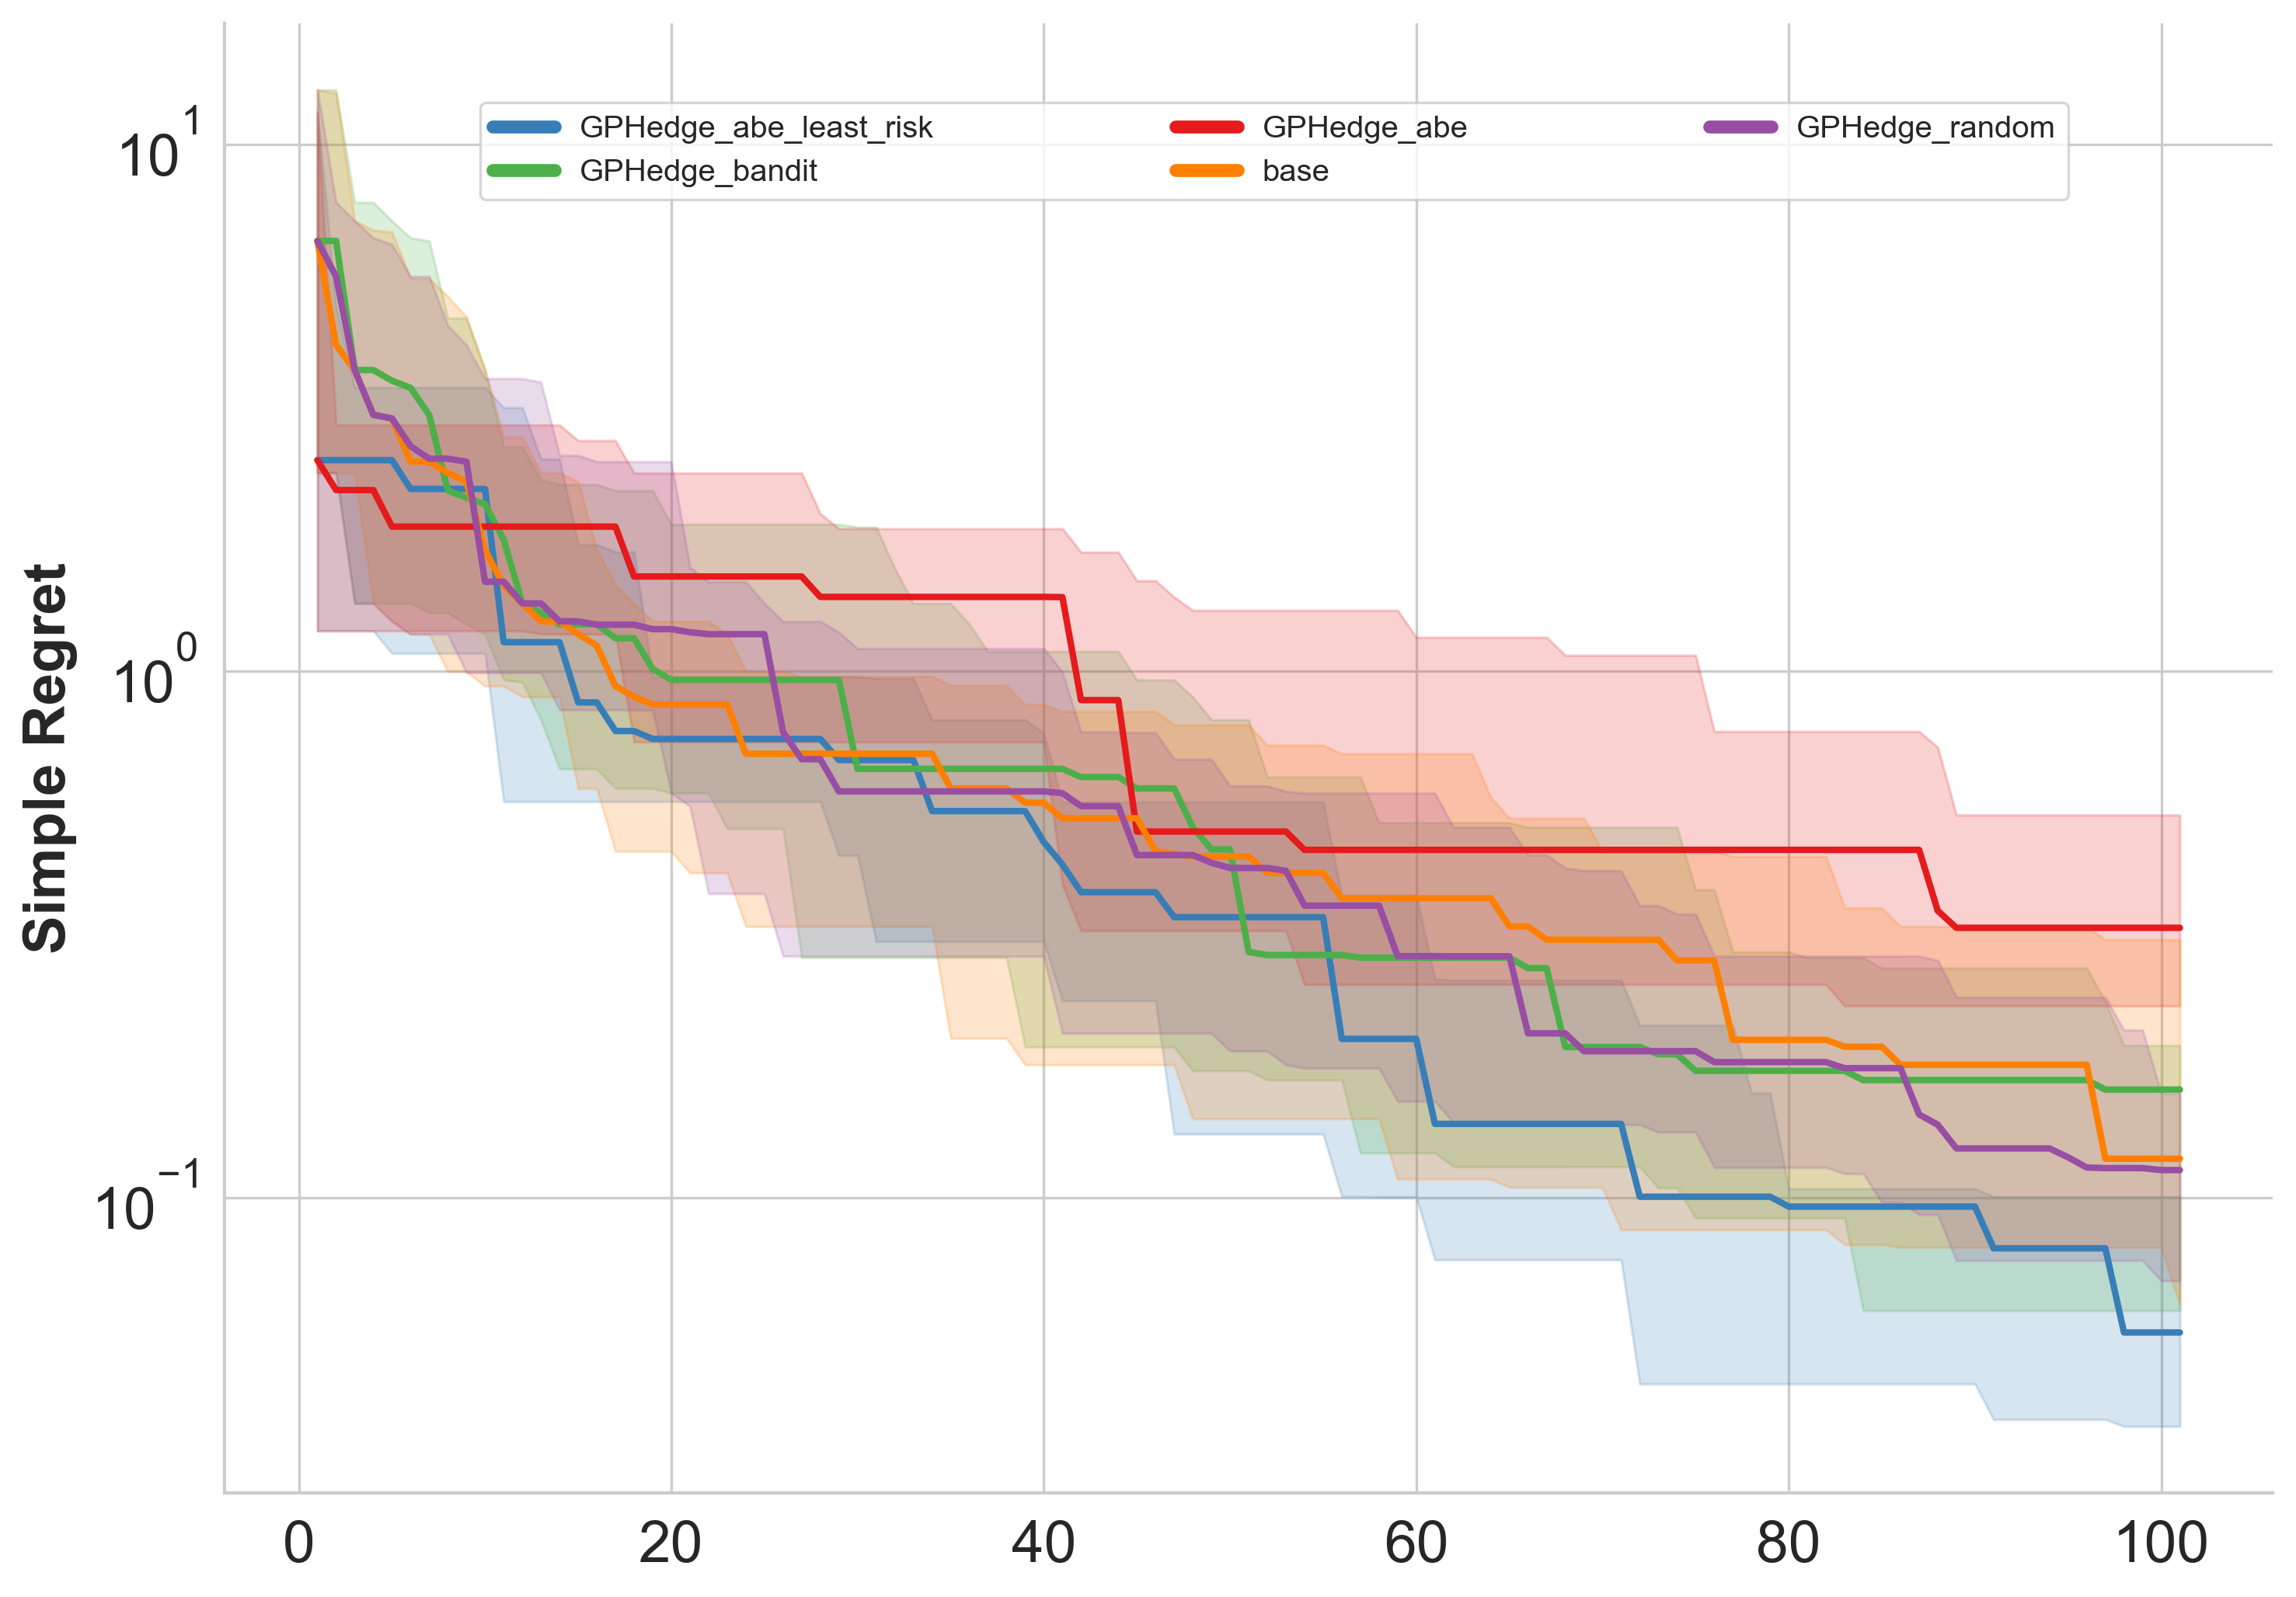 GPHedge_abe_least_risk
GPHedge_bandit
GPHedge_abe
base
GPHedge_random
Simple Regret
10^1
10^0
10^−1
0 20 40 60 80 100